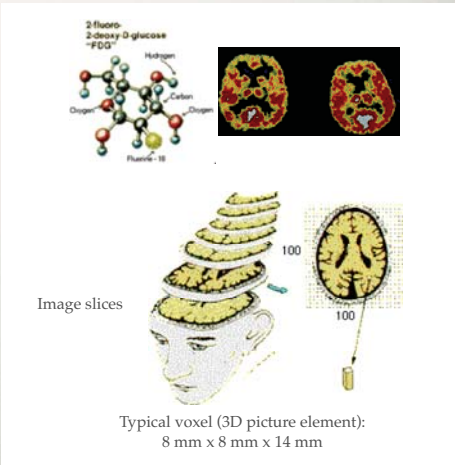 2-fluoro-
2-deoxy-D-glucose
"FDG"
Hydrogen
Carbon
Oxygen
Oxygen
Fluorine - 18
100
Image slices
100
Typical voxel (3D picture element):
8 mm x 8 mm x 14 mm